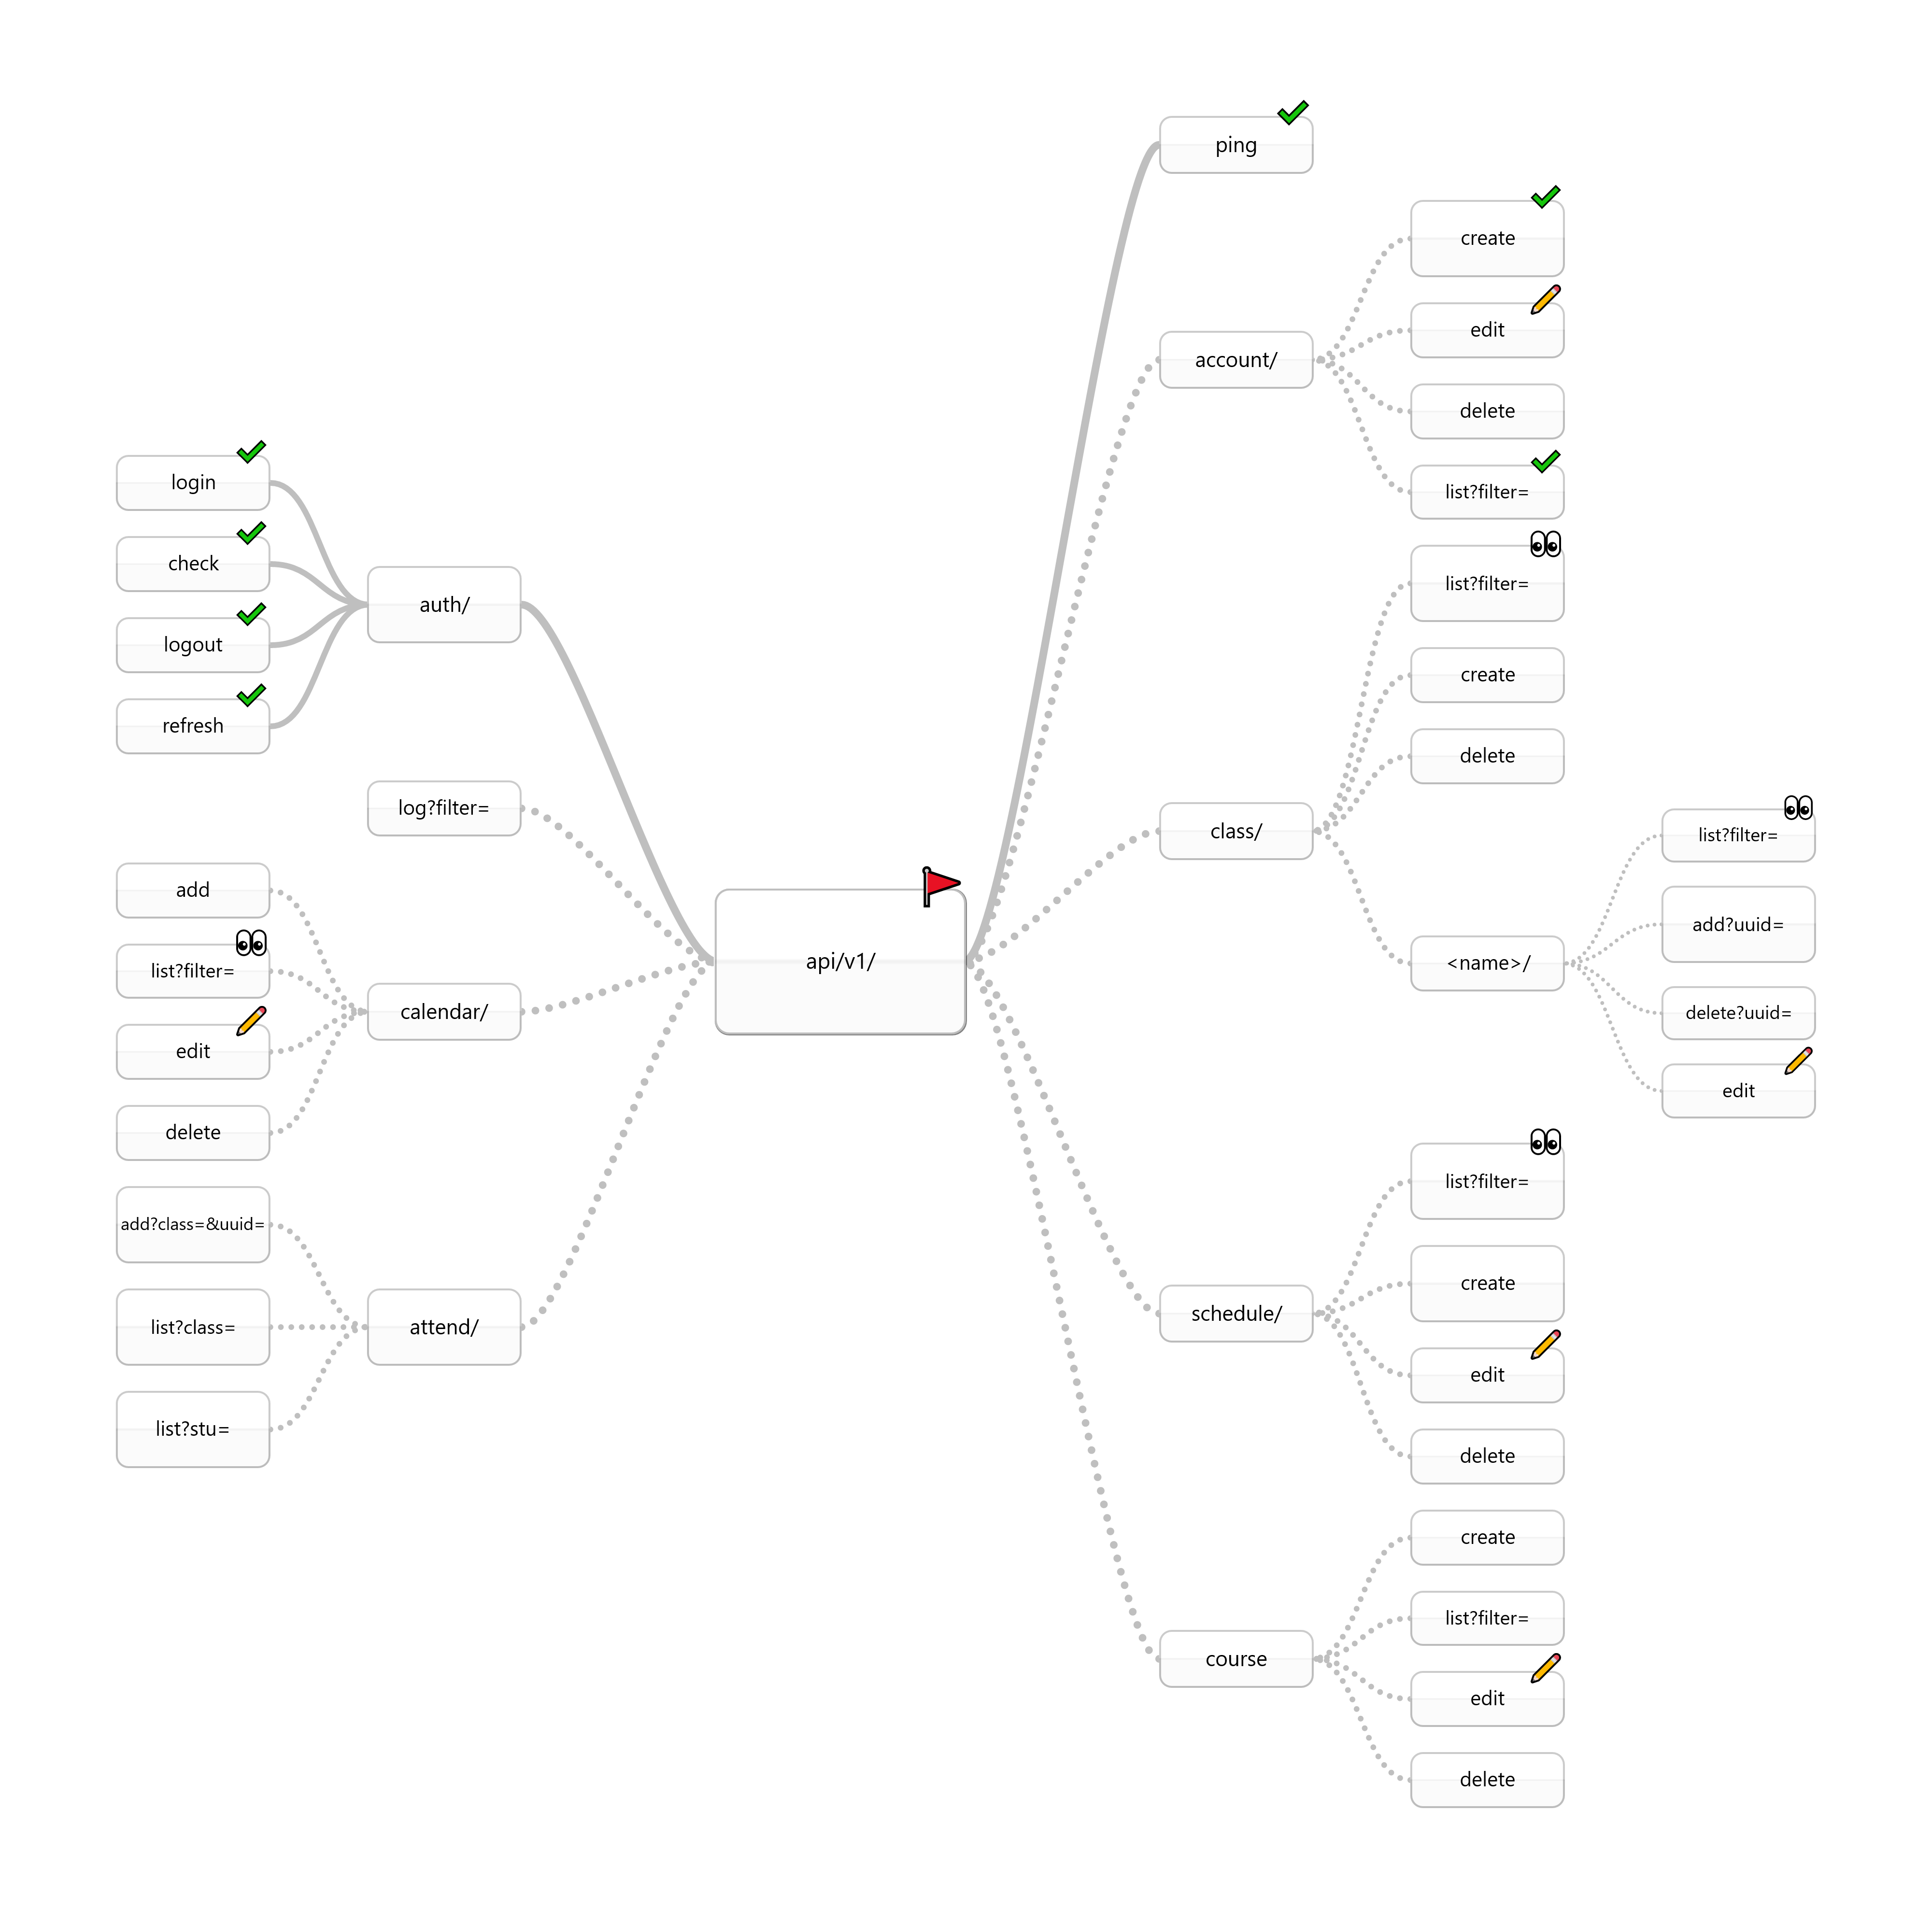 api/v1/
ping
account/
create
edit
delete
list?filter=
class/
list?filter=
create
delete
<name>/
list?filter=
add?uuid=
delete?uuid=
edit
schedule/
list?filter=
create
edit
delete
course
create
list?filter=
edit
delete
auth/
login
check
logout
refresh
log?filter=
calendar/
add
list?filter=
edit
delete
attend/
add?class=&uuid=
list?class=
list?stu=